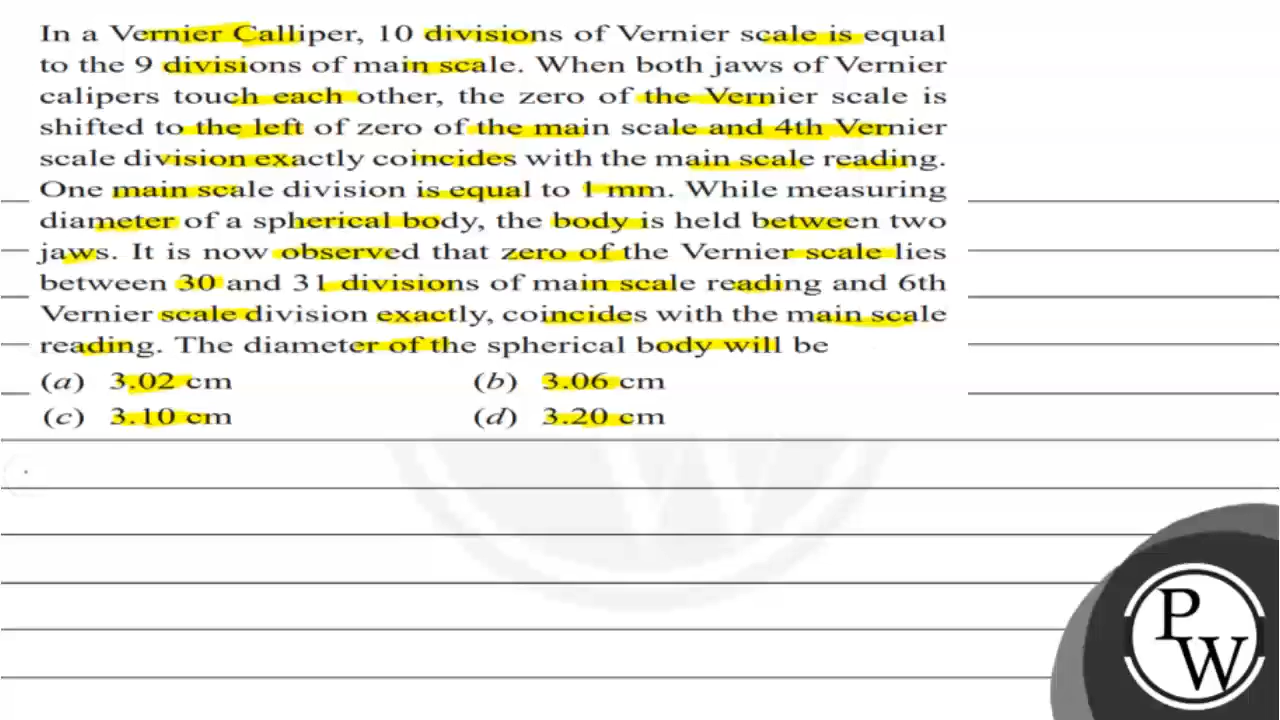 In a Vernier Calliper, 10 divisions of Vernier scale is equal
to the 9 divisions of main scale. When both jaws of Vernier
calipers touch each other, the zero of the Vernier scale is
shifted to the left of zero of the main scale and 4th Vernier
scale division exactly coincides with the main scale reading.
One main scale division is equal to 1 mm. While measuring
diameter of a spherical body, the body is held between two
jaws. It is now observed that zero of the Vernier scale lies
between 30 and 31 divisions of main scale reading and 6th
Vernier scale division exactly, coincides with the main scale
reading. The diameter of the spherical body will be
(a) 3.02 cm (b) 3.06 cm
(c) 3.10 cm (d) 3.20 cm
P
W